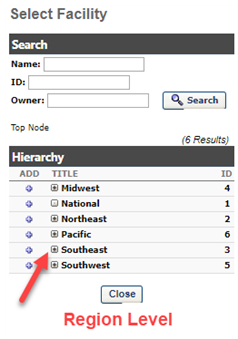 Select Facility
Search
Name:
ID:
Owner:
Search
Top Node
(6 Results)
Hierarchy
ADD TITLE ID
Midwest 4
National 1
Northeast 2
Pacific 6
Southeast 3
Southwest 5
Close
Region Level